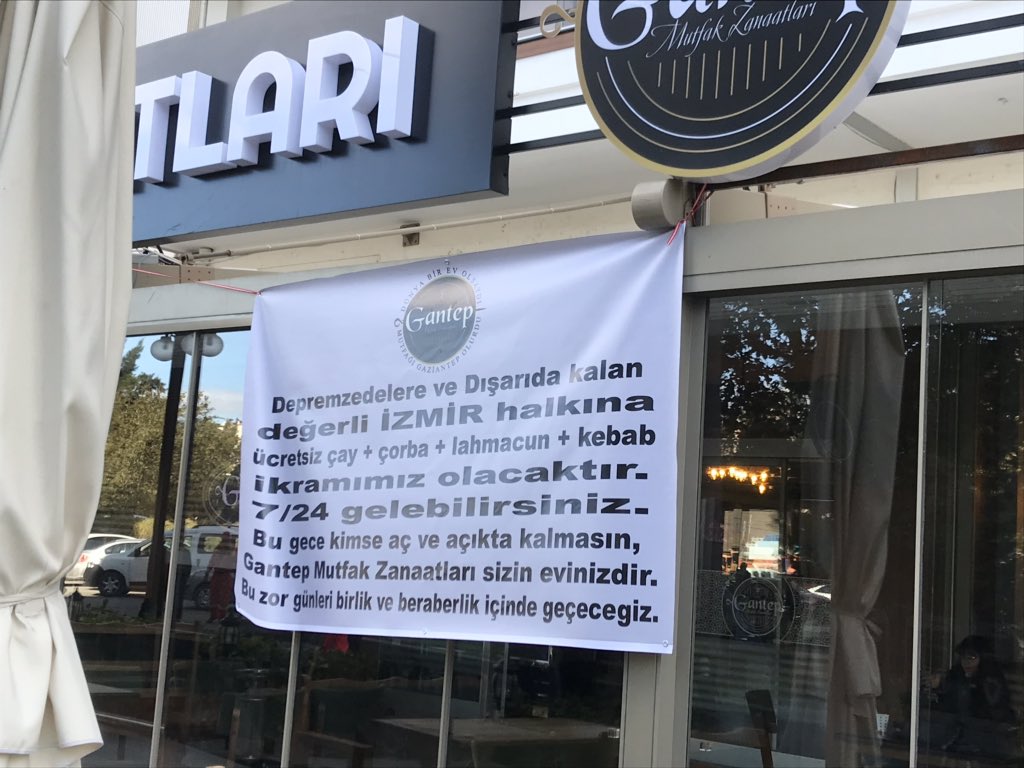 TLARI
Mutfak Zanaatları
Gantep
Depremzedelere ve Dışarıda kalan
değerli İZMİR halkına
ücretsiz çay + çorba + lahmacun + kebab
ikramımız olacaktır.
7/24 gelebilirsiniz.
Bu gece kimse aç ve açıkta kalmasın,
Gantep Mutfak Zanaatları sizin evinizdir.
Bu zor günleri birlik ve beraberlik içinde geçecegiz.
Gantep